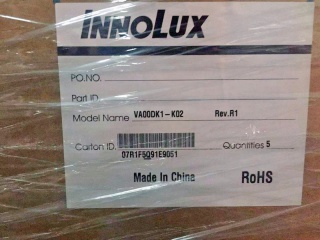 INNOLUX
PO.NO.
Part ID
Model Name VA00DK1-K02 Rev.R1
Carton ID. Quantities 5
07R1F5Q91E9051
Made In China RoHS